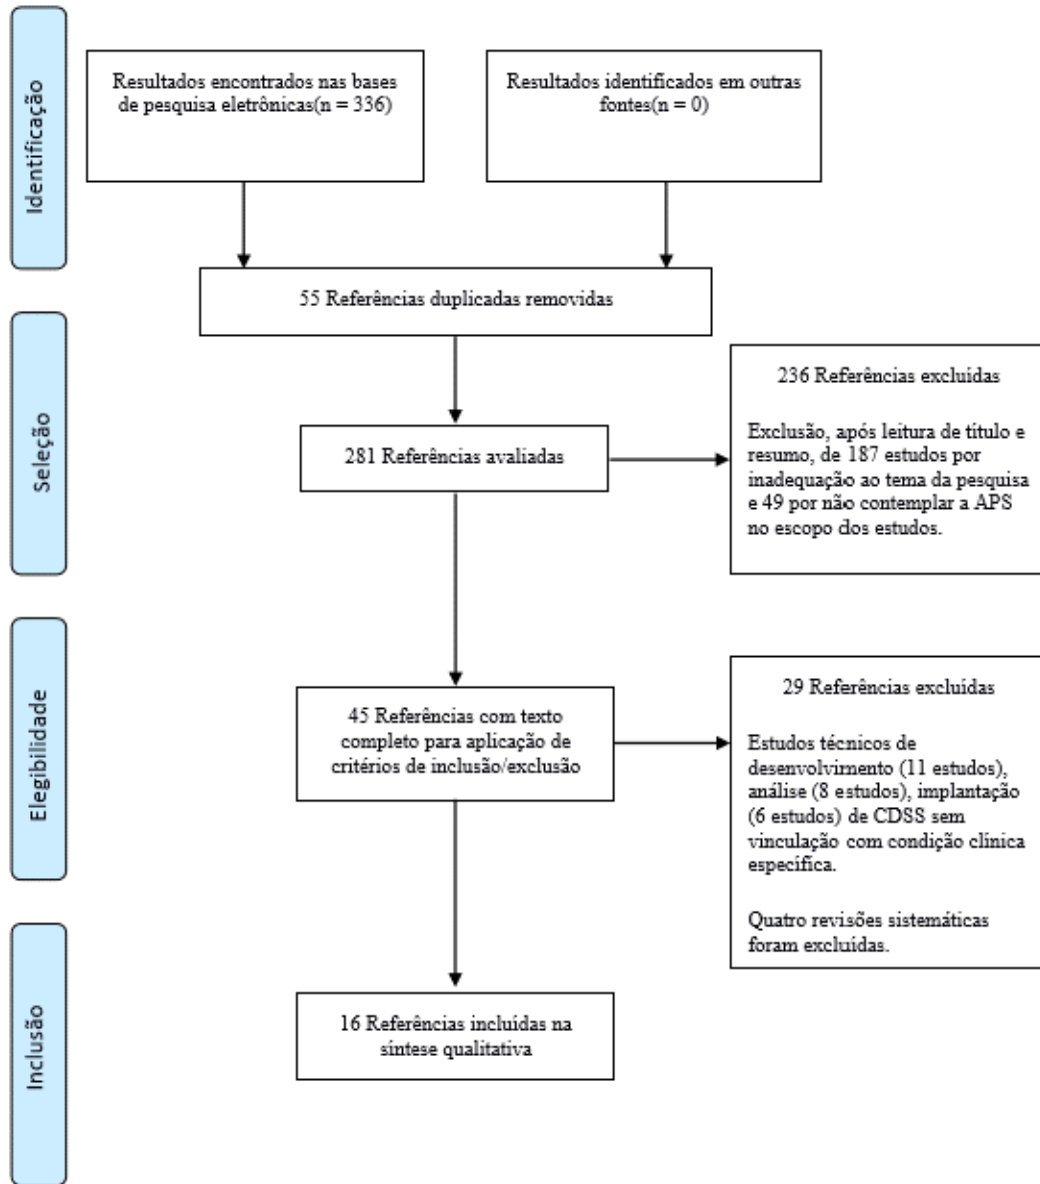 Identificação
Resultados encontrados nas bases
de pesquisa eletrônicas(n = 336)
Resultados identificados em outras
fontes(n = 0)
55 Referências duplicadas removidas
Seleção
281 Referências avaliadas
236 Referências excluídas
Exclusão, após leitura de título e
resumo, de 187 estudos por
inadequação ao tema da pesquisa
e 49 por não contemplar a APS
no escopo dos estudos.
Elegibilidade
45 Referências com texto
completo para aplicação de
critérios de inclusão/exclusão
29 Referências excluídas
Estudos técnicos de
desenvolvimento (11 estudos),
análise (8 estudos), implantação
(6 estudos) de CDSS sem
vinculação com condição clínica
específica.
Quatro revisões sistemáticas
foram excluídas.
Inclusão
16 Referências incluídas na
síntese qualitativa